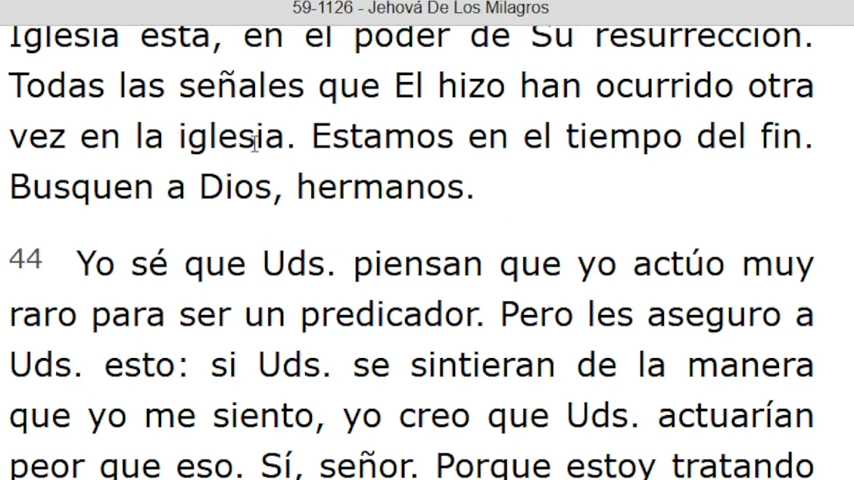 59-1126 - Jehová De Los Milagros
Iglesia está, en el poder de Su resurrección.
Todas las señales que El hizo han ocurrido otra
vez en la iglesia. Estamos en el tiempo del fin.
Busquen a Dios, hermanos.
44 Yo sé que Uds. piensan que yo actúo muy
raro para ser un predicador. Pero les aseguro a
Uds. esto: si Uds. se sintieran de la manera
que yo me siento, yo creo que Uds. actuarían
peor que eso. Sí, señor. Porque estoy tratando